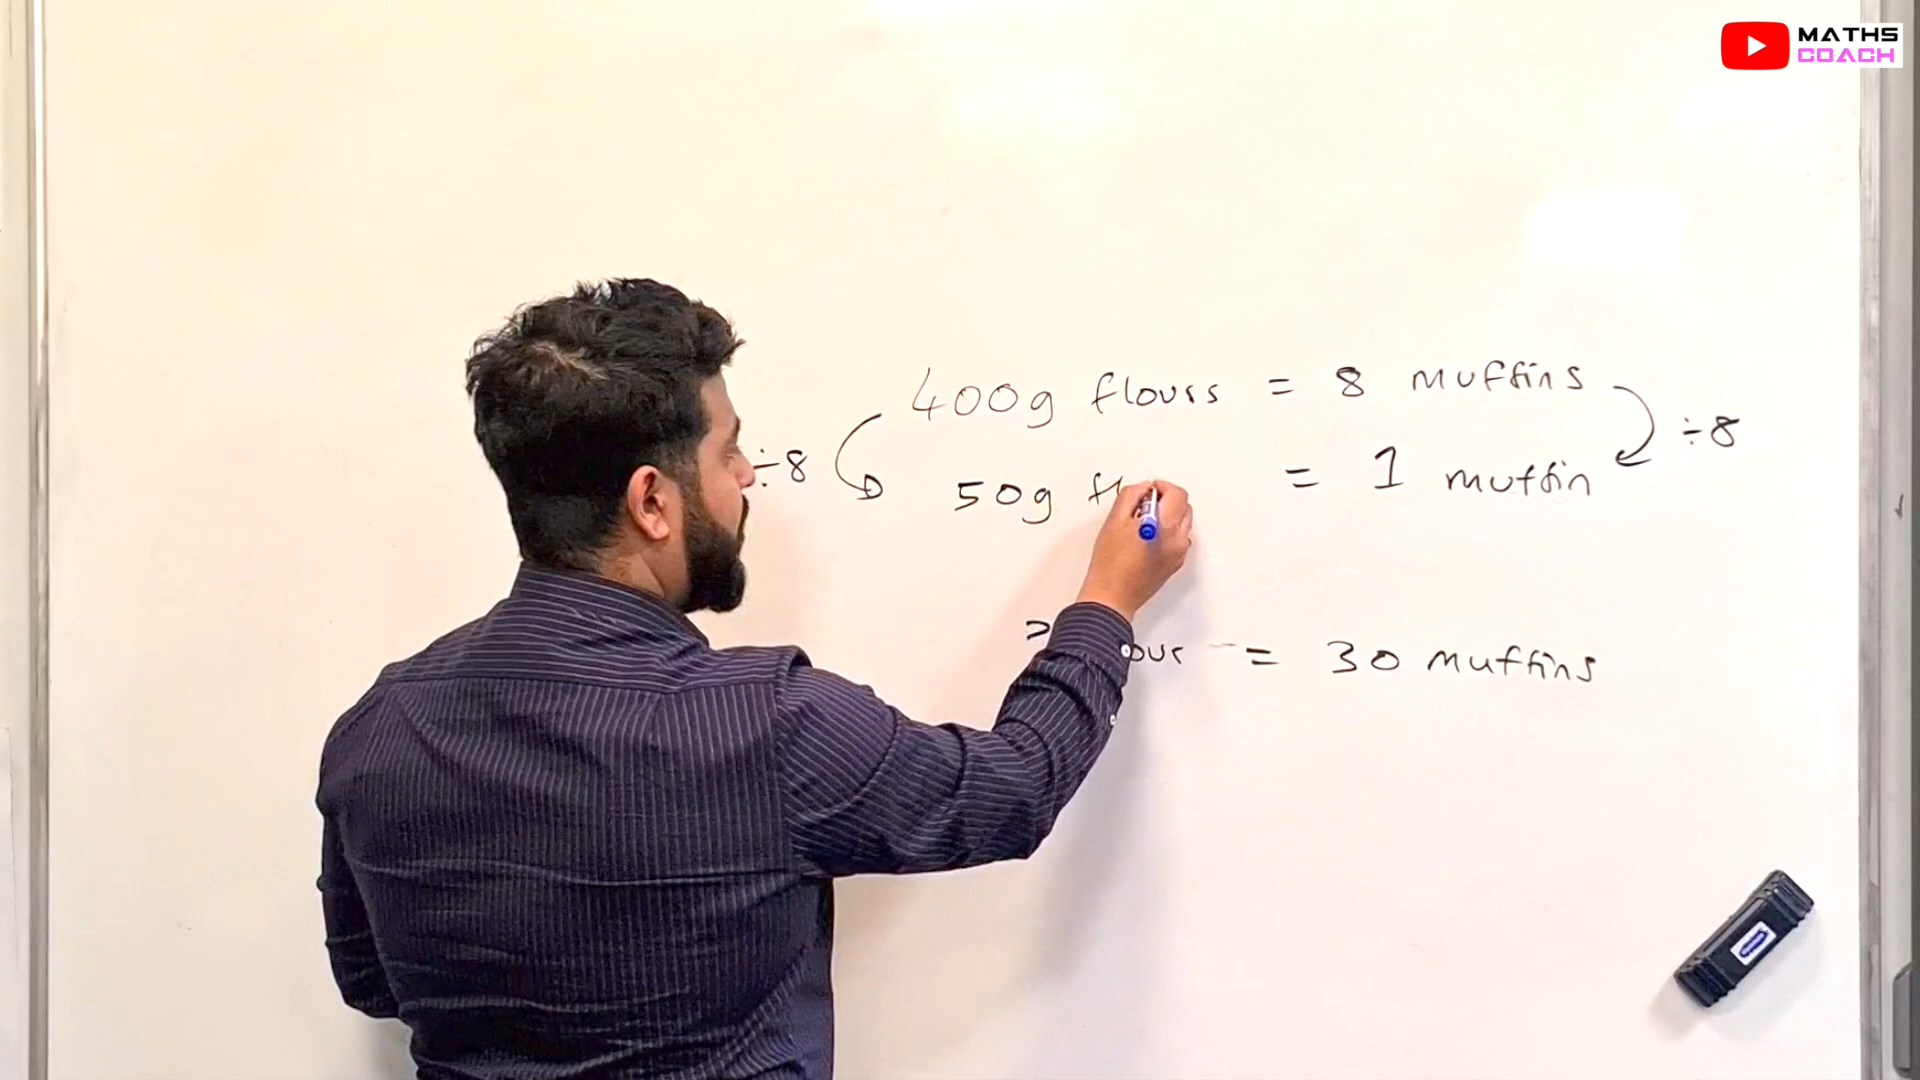 MATHS
COACH
400g flours = 8 muffins
÷8
÷8
50g = 1 muffin
= 30 muffins